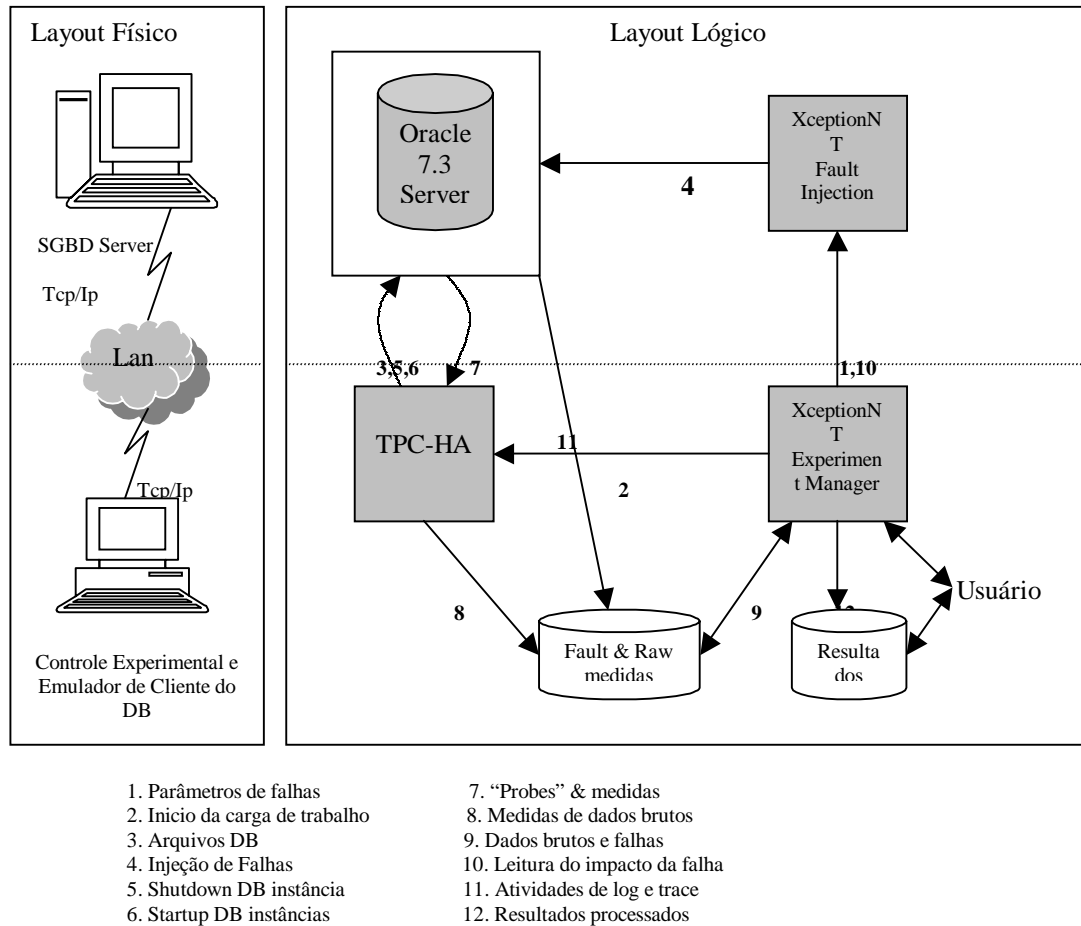 Layout Físico
SGBD Server
Tcp/Ip
Lan
Tcp/Ip
Controle Experimental e
Emulador de Cliente do
DB
Layout Lógico
Oracle
7.3
Server
XceptionN
T
Fault
Injection
4
3,5,6
7
1,10
TPC-HA
11
2
XceptionN
T
Experimen
t Manager
8
9
Usuário
Fault & Raw
medidas
Resulta
dos
1. Parâmetros de falhas
2. Inicio da carga de trabalho
3. Arquivos DB
4. Injeção de Falhas
5. Shutdown DB instância
6. Startup DB instâncias
7. “Probes” & medidas
8. Medidas de dados brutos
9. Dados brutos e falhas
10. Leitura do impacto da falha
11. Atividades de log e trace
12. Resultados processados